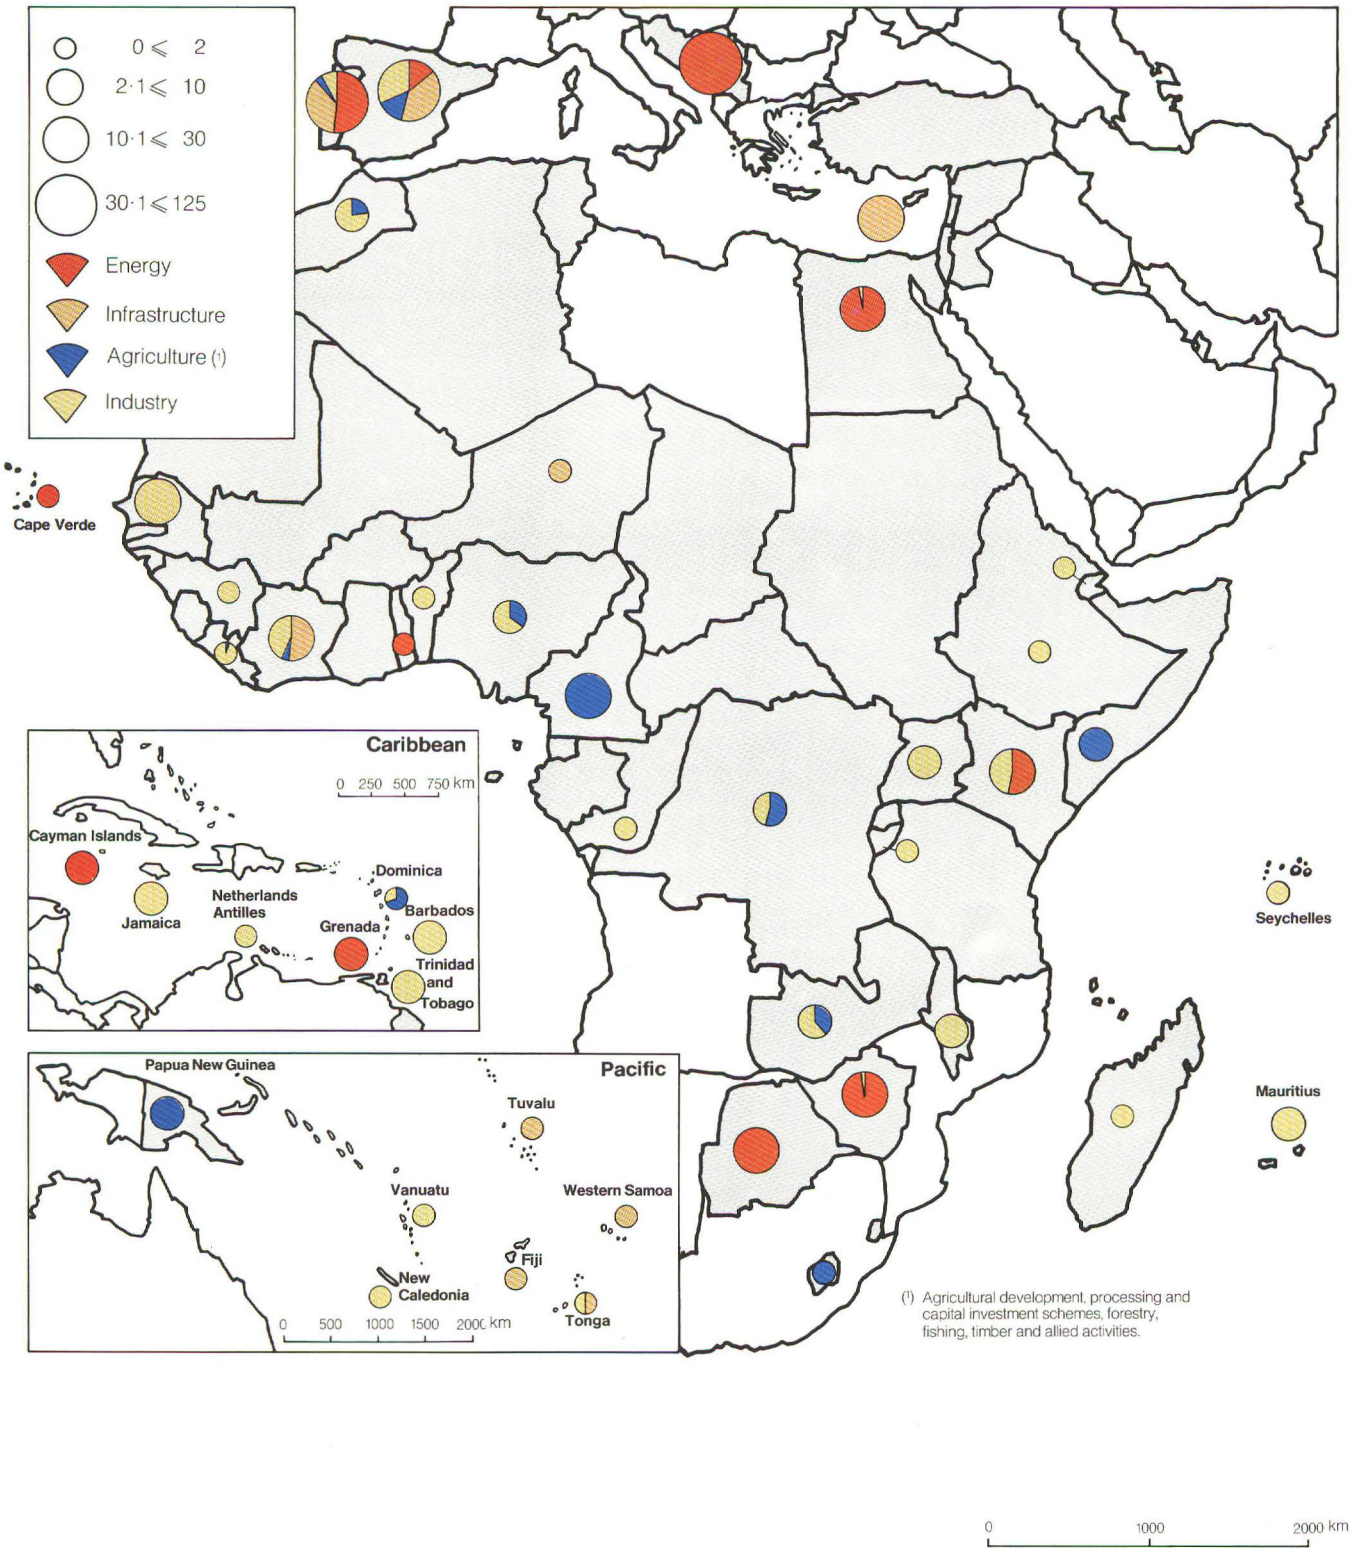 0 ⩽ 2
2·1 ⩽ 10
10·1 ⩽ 30
30·1 ⩽ 125
Energy
Infrastructure
Agriculture (¹)
Industry
Cape Verde
Caribbean
0 250 500 750 km
Cayman Islands
Jamaica
Netherlands
Antilles
Dominica
Barbados
Grenada
Trinidad
and
Tobago
Seychelles
Mauritius
Pacific
Papua New Guinea
Tuvalu
Vanuatu
Western Samoa
Fiji
New
Caledonia
Tonga
0 500 1000 1500 2000 km
(¹) Agricultural development, processing and
capital investment schemes, forestry,
fishing, timber and allied activities.
0 1000 2000 km